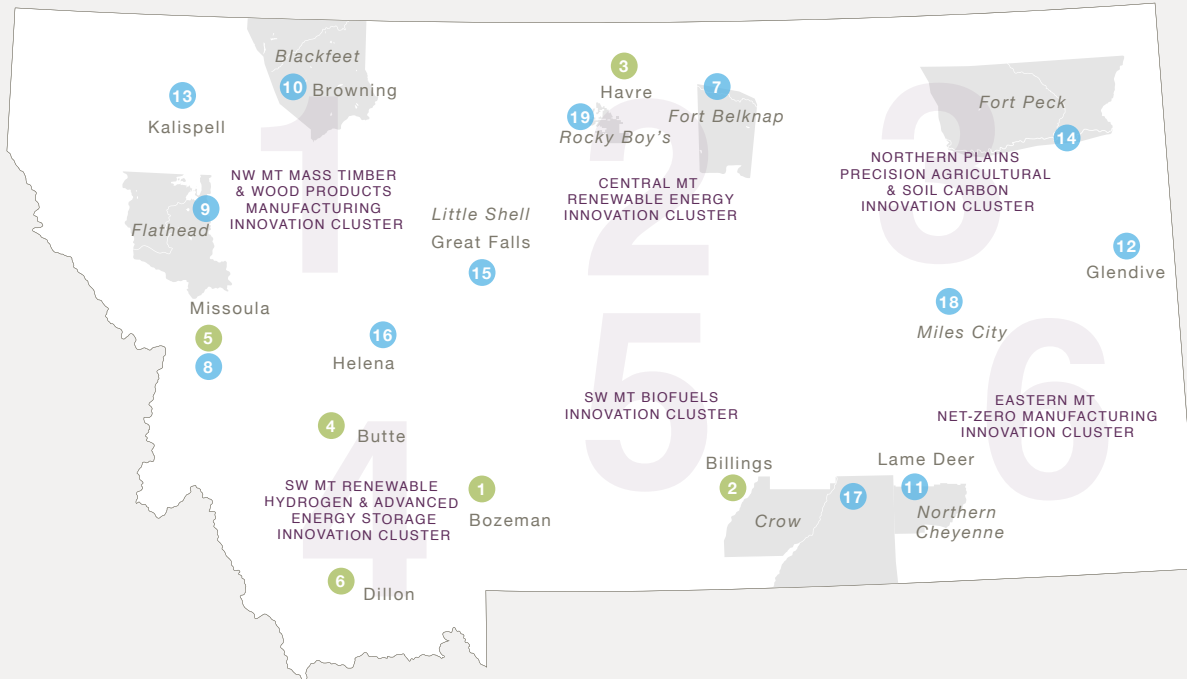 Blackfeet
10
Browning
13
Kalispell
1
NW MT MASS TIMBER
& WOOD PRODUCTS
MANUFACTURING
INNOVATION CLUSTER
9
Flathead
3
Havre
19
Rocky Boy's
7
Fort Belknap
2
CENTRAL MT
RENEWABLE ENERGY
INNOVATION CLUSTER
Fort Peck
14
3
NORTHERN PLAINS
PRECISION AGRICULTURAL
& SOIL CARBON
INNOVATION CLUSTER
Little Shell
Great Falls
15
12
Glendive
18
Miles City
Missoula
5
8
16
Helena
4
Butte
4
SW MT RENEWABLE
HYDROGEN & ADVANCED
ENERGY STORAGE
INNOVATION CLUSTER
1
Bozeman
6
Dillon
5
SW MT BIOFUELS
INNOVATION CLUSTER
6
EASTERN MT
NET-ZERO MANUFACTURING
INNOVATION CLUSTER
Billings
2
Crow
17
Lame Deer
11
Northern
Cheyenne